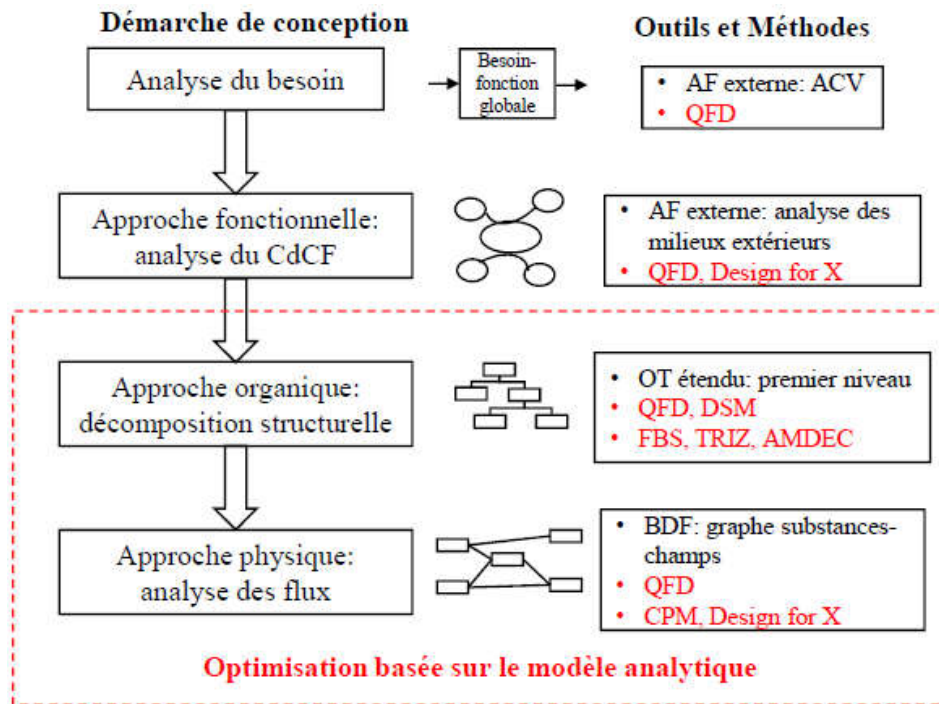 Démarche de conception
Outils et Méthodes
Analyse du besoin
Besoin-
fonction
globale
• AF externe: ACV
• QFD
Approche fonctionnelle:
analyse du CdCF
• AF externe: analyse des
milieux extérieurs
• QFD, Design for X
Approche organique:
décomposition structurelle
• OT étendu: premier niveau
• QFD, DSM
• FBS, TRIZ, AMDEC
Approche physique:
analyse des flux
• BDF: graphe substances-
champs
• QFD
• CPM, Design for X
Optimisation basée sur le modèle analytique